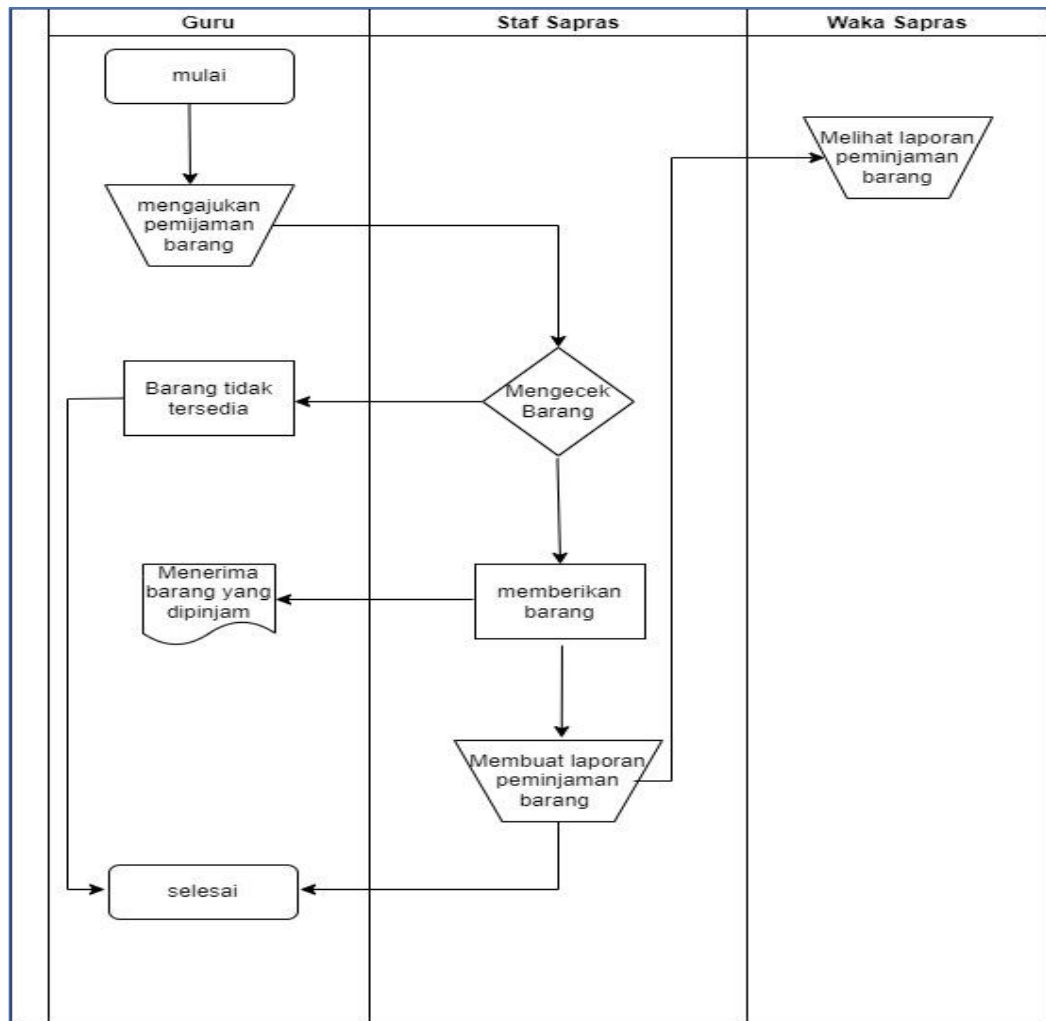 Guru
Staf Sapras
Waka Sapras
mulai
Melihat laporan
peminjaman
barang
mengajukan
pemijaman
barang
Barang tidak
tersedia
Mengecek
Barang
Menerima
barang yang
dipinjam
memberikan
barang
Membuat laporan
peminjaman
barang
selesai